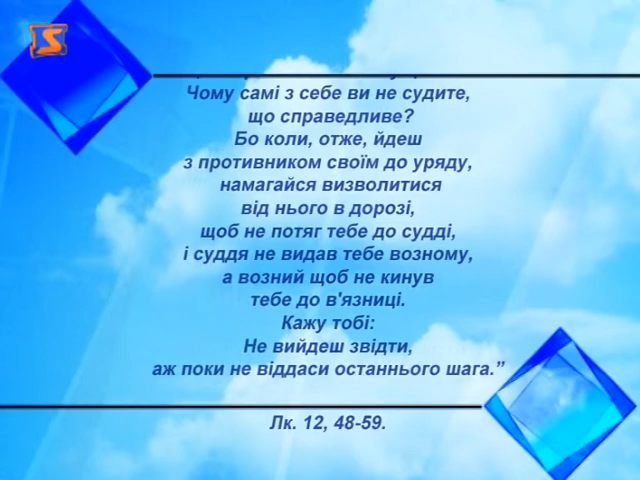 S
Чому самі з себе ви не судите,
що справедливе?
Бо коли, отже, йдеш
з противником своїм до уряду,
намагайся визволитися
від нього в дорозі,
щоб не потяг тебе до судді,
і суддя не видав тебе возному,
а возний щоб не кинув
тебе до в'язниці.
Кажу тобі:
Не вийдеш звідти,
аж поки не віддаси останнього шага.”
Лк. 12, 48-59.